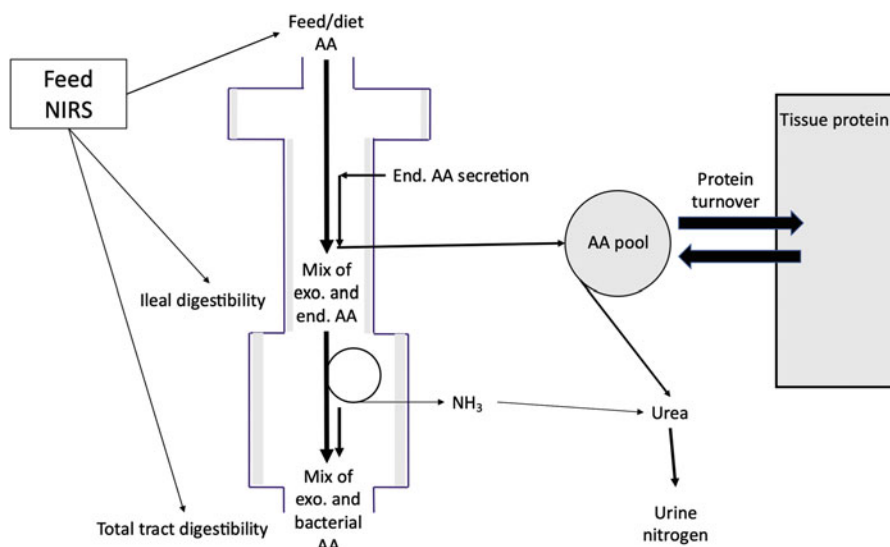 Feed/diet
AA
Feed
NIRS
Tissue protein
End. AA secretion
Protein
turnover
AA pool
Mix of
exo. and
end. AA
Ileal digestibility
NH₃
Urea
Mix of
exo. and
bacterial
AA
Total tract digestibility
Urine
nitrogen